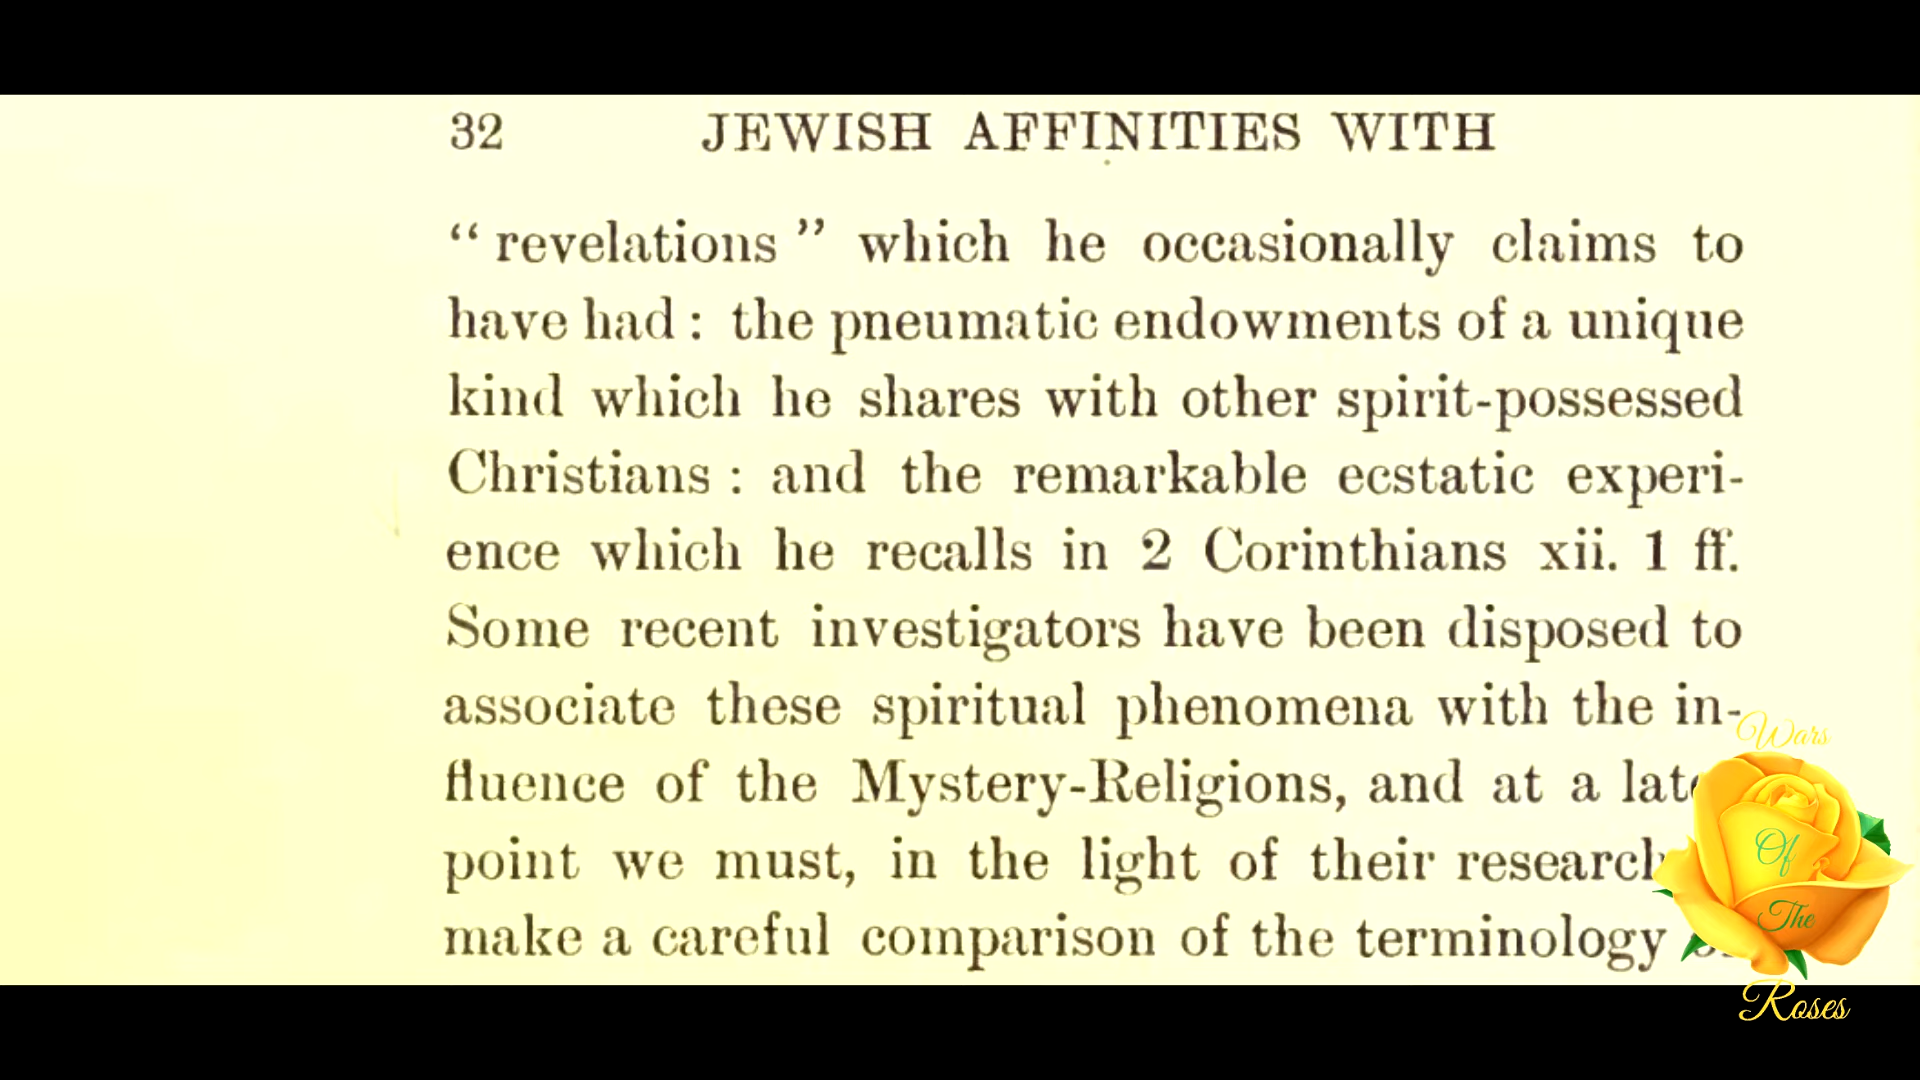 32 JEWISH AFFINITIES WITH
“ revelations ” which he occasionally claims to
have had : the pneumatic endowments of a unique
kind which he shares with other spirit-possessed
Christians : and the remarkable ecstatic experi-
ence which he recalls in 2 Corinthians xii. 1 ff.
Some recent investigators have been disposed to
associate these spiritual phenomena with the in-
fluence of the Mystery-Religions, and at a
point we must, in the light of their
make a careful comparison of the terminology
Wars
Of
The
Roses